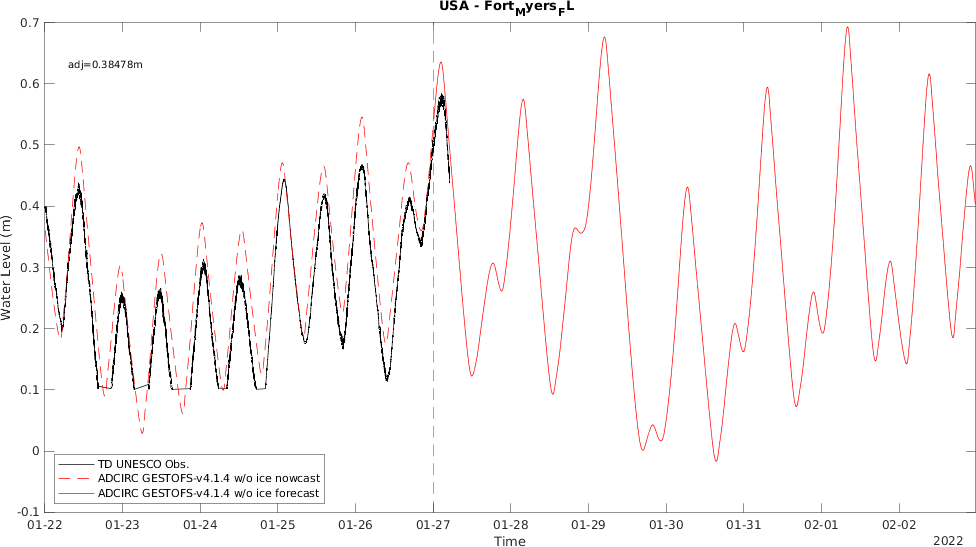 USA - Fort_Myers_FL
0.7
adj=0.38478m
0.6
0.5
0.4
0.3
0.2
0.1
0
-0.1
Water Level (m)
TD UNESCO Obs.
ADCIRC GESTOFS-v4.1.4 w/o ice nowcast
ADCIRC GESTOFS-v4.1.4 w/o ice forecast
01-22 01-23 01-24 01-25 01-26 01-27 01-28 01-29 01-30 01-31 02-01 02-02
Time
2022